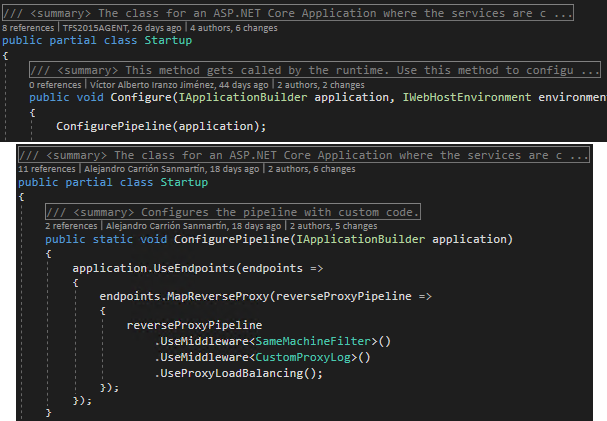 /// <summary> The class for an ASP.NET Core Application where the services are c ...
8 references | TFS2015AGENT, 26 days ago | 4 authors, 6 changes
public partial class Startup
{
/// <summary> This method gets called by the runtime. Use this method to configu ...
0 references | Víctor Alberto Iranzo Jiménez, 44 days ago | 2 authors, 2 changes
public void Configure(IApplicationBuilder application, IWebHostEnvironment environment
{
ConfigurePipeline(application);
/// <summary> The class for an ASP.NET Core Application where the services are c ...
11 references | Alejandro Carrión Sanmartín, 18 days ago | 2 authors, 6 changes
public partial class Startup
{
/// <summary> Configures the pipeline with custom code.
2 references | Alejandro Carrión Sanmartín, 18 days ago | 2 authors, 5 changes
public static void ConfigurePipeline(IApplicationBuilder application)
{
application.UseEndpoints(endpoints =>
{
endpoints.MapReverseProxy(reverseProxyPipeline =>
{
reverseProxyPipeline
.UseMiddleware<SameMachineFilter>()
.UseMiddleware<CustomProxyLog>()
.UseProxyLoadBalancing();
});
});
}